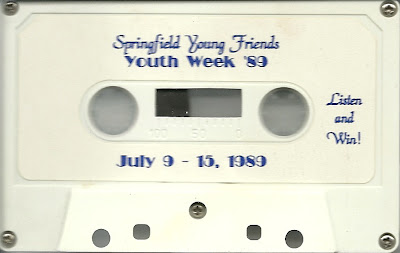 Springfield Young Friends
Youth Week '89
Listen
and
Win!
100 50 0
July 9 - 15, 1989